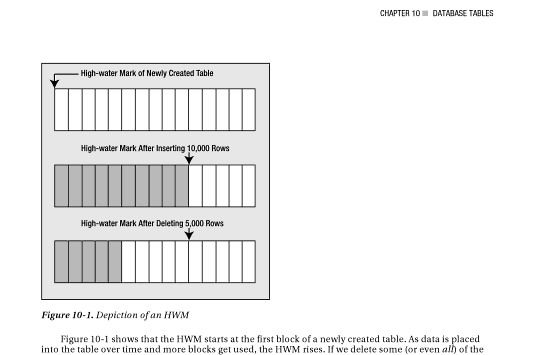 CHAPTER 10 ■ DATABASE TABLES
High-water Mark of Newly Created Table
High-water Mark After Inserting 10,000 Rows
High-water Mark After Deleting 5,000 Rows
Figure 10-1. Depiction of an HWM
Figure 10-1 shows that the HWM starts at the first block of a newly created table. As data is placed
into the table over time and more blocks get used, the HWM rises. If we delete some (or even all) of the